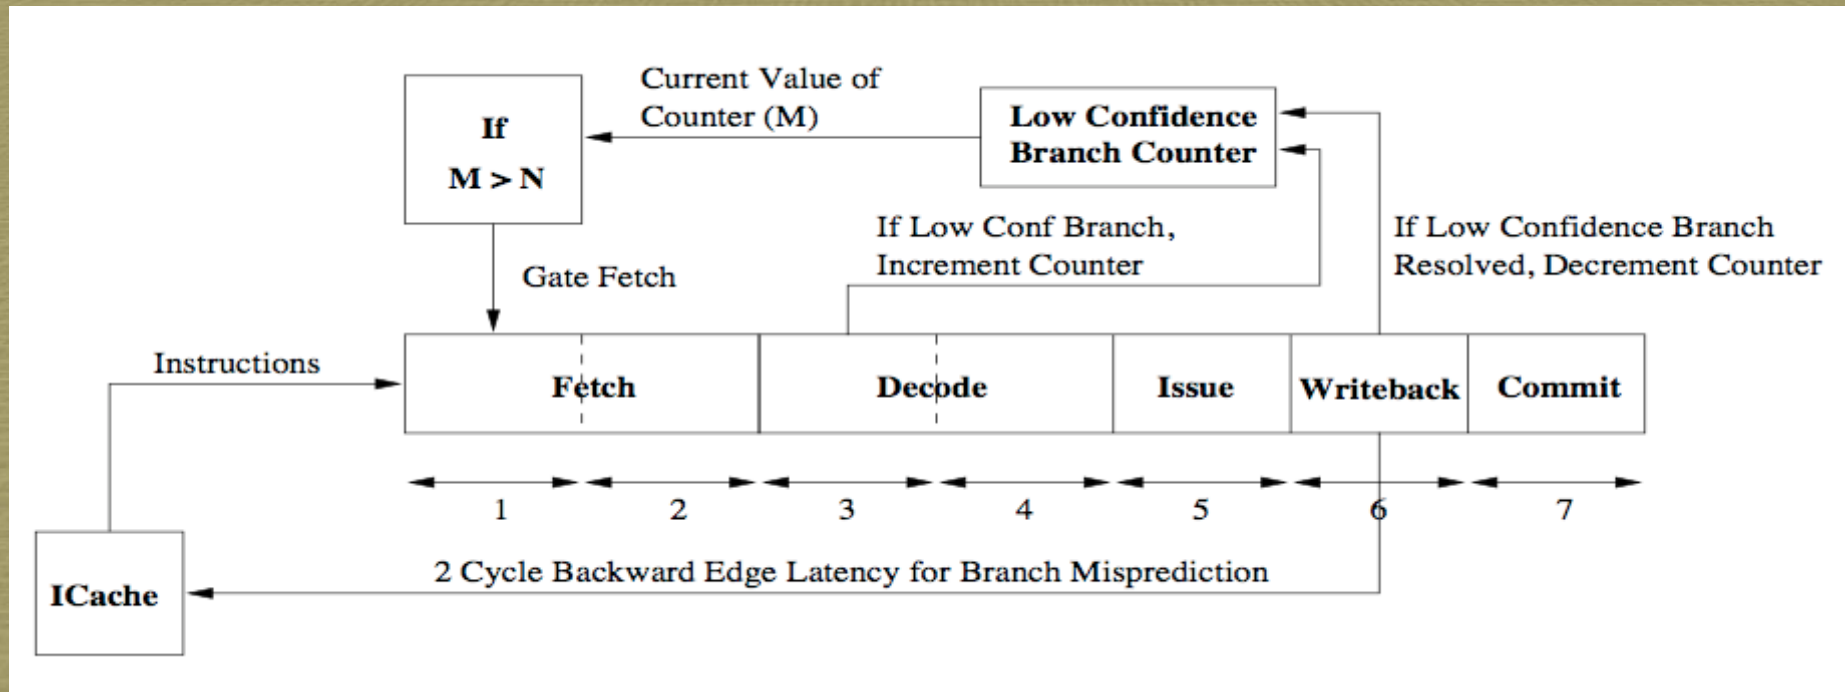 Current Value of
Counter (M)
If
M > N
Low Confidence
Branch Counter
If Low Conf Branch,
Increment Counter
If Low Confidence Branch
Resolved, Decrement Counter
Gate Fetch
Instructions
Fetch
Decode
Issue
Writeback
Commit
1
2
3
4
5
6
7
2 Cycle Backward Edge Latency for Branch Misprediction
ICache